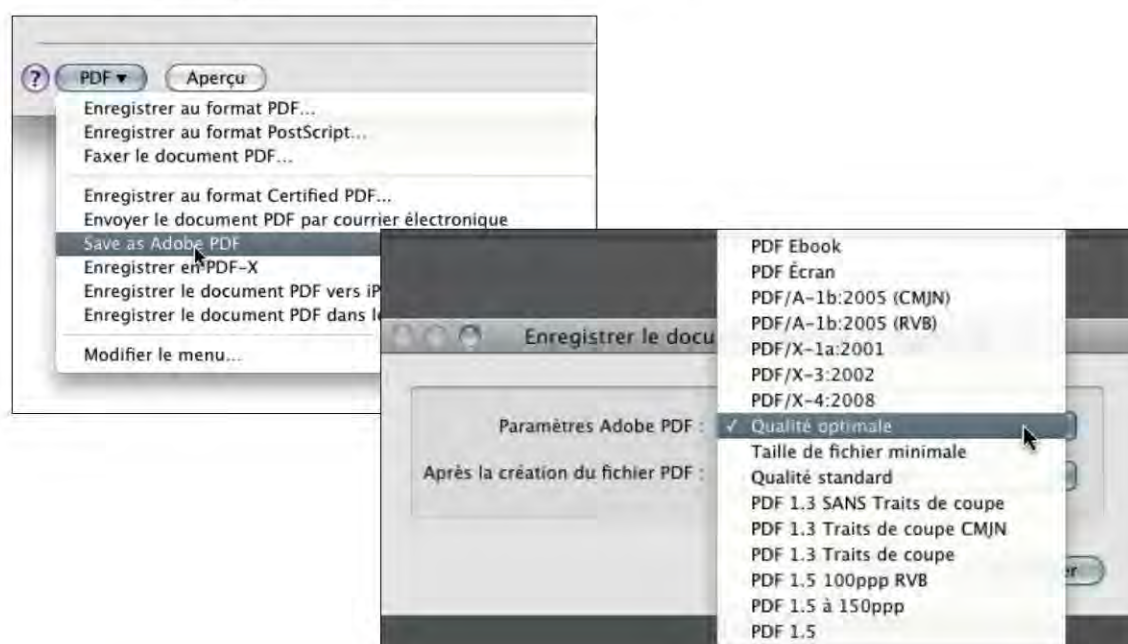 ?
PDF ▾
Aperçu
Enregistrer au format PDF...
Enregistrer au format PostScript...
Faxer le document PDF...
Enregistrer au format Certified PDF...
Envoyer le document PDF par courrier électronique
Save as Adobe PDF
Enregistrer en PDF-X
Enregistrer le document PDF vers iP
Enregistrer le document PDF dans le
Modifier le menu...
Enregistrer le docu
Paramètres Adobe PDF :
Après la création du fichier PDF :
PDF Ebook
PDF Écran
PDF/A-1b:2005 (CMJN)
PDF/A-1b:2005 (RVB)
PDF/X-1a:2001
PDF/X-3:2002
PDF/X-4:2008
✓ Qualité optimale
Taille de fichier minimale
Qualité standard
PDF 1.3 SANS Traits de coupe
PDF 1.3 Traits de coupe CMJN
PDF 1.3 Traits de coupe
PDF 1.5 100ppp RVB
PDF 1.5 à 150ppp
PDF 1.5
er